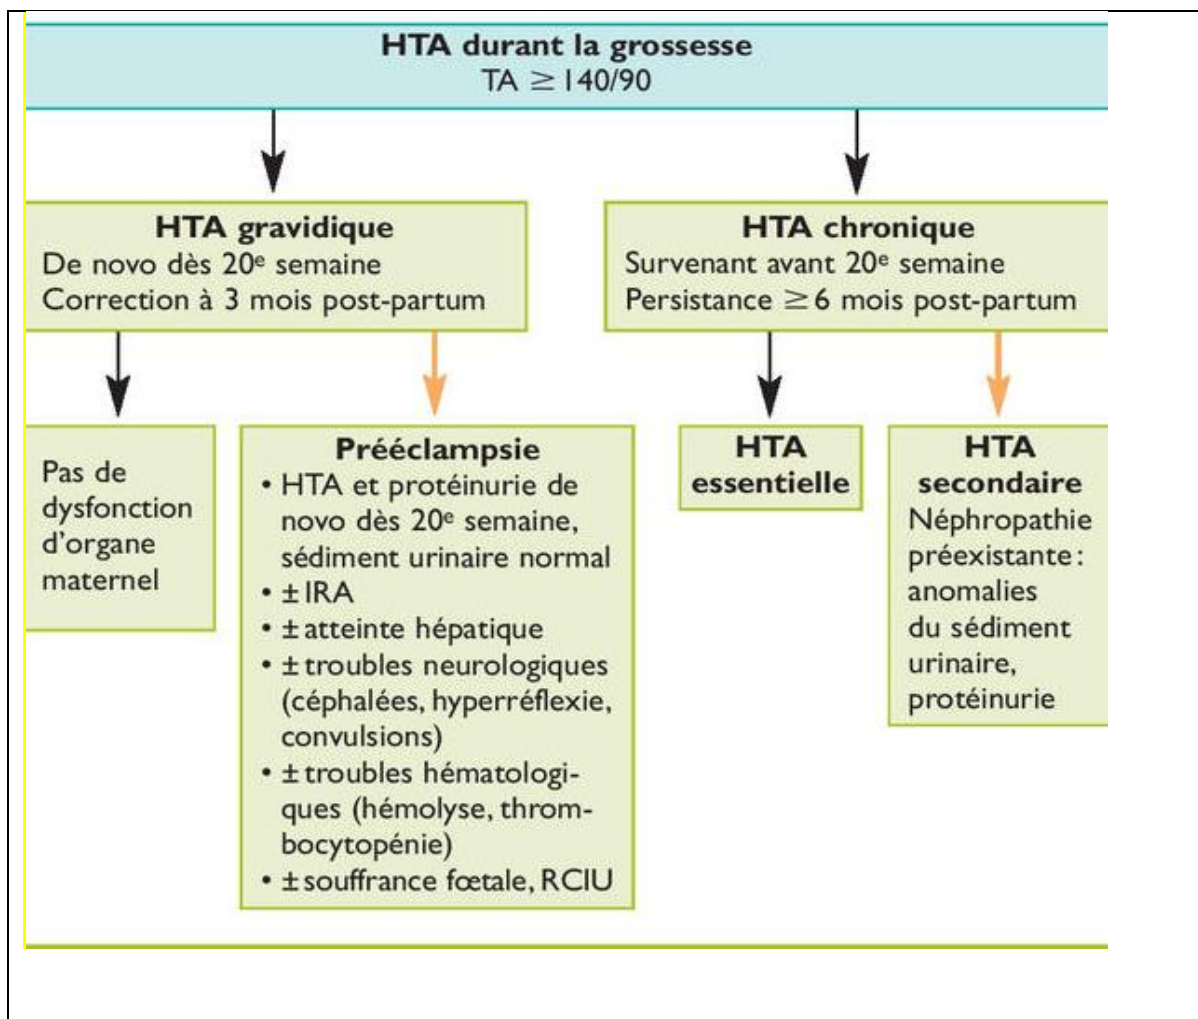 HTA durant la grossesse
TA ≥ 140/90
HTA gravidique
De novo dès 20e semaine
Correction à 3 mois post-partum
HTA chronique
Survenant avant 20e semaine
Persistance ≥ 6 mois post-partum
Pas de
dysfonction
d'organe
maternel
Prééclampsie
• HTA et protéinurie de
novo dès 20e semaine,
sédiment urinaire normal
• ± IRA
• ± atteinte hépatique
• ± troubles neurologiques
(céphalées, hyperréflexie,
convulsions)
• ± troubles hématologi-
ques (hémolyse, throm-
bocytopénie)
• ± souffrance fœtale, RCIU
HTA
essentielle
HTA
secondaire
Néphropathie
préexistante :
anomalies
du sédiment
urinaire,
protéinurie